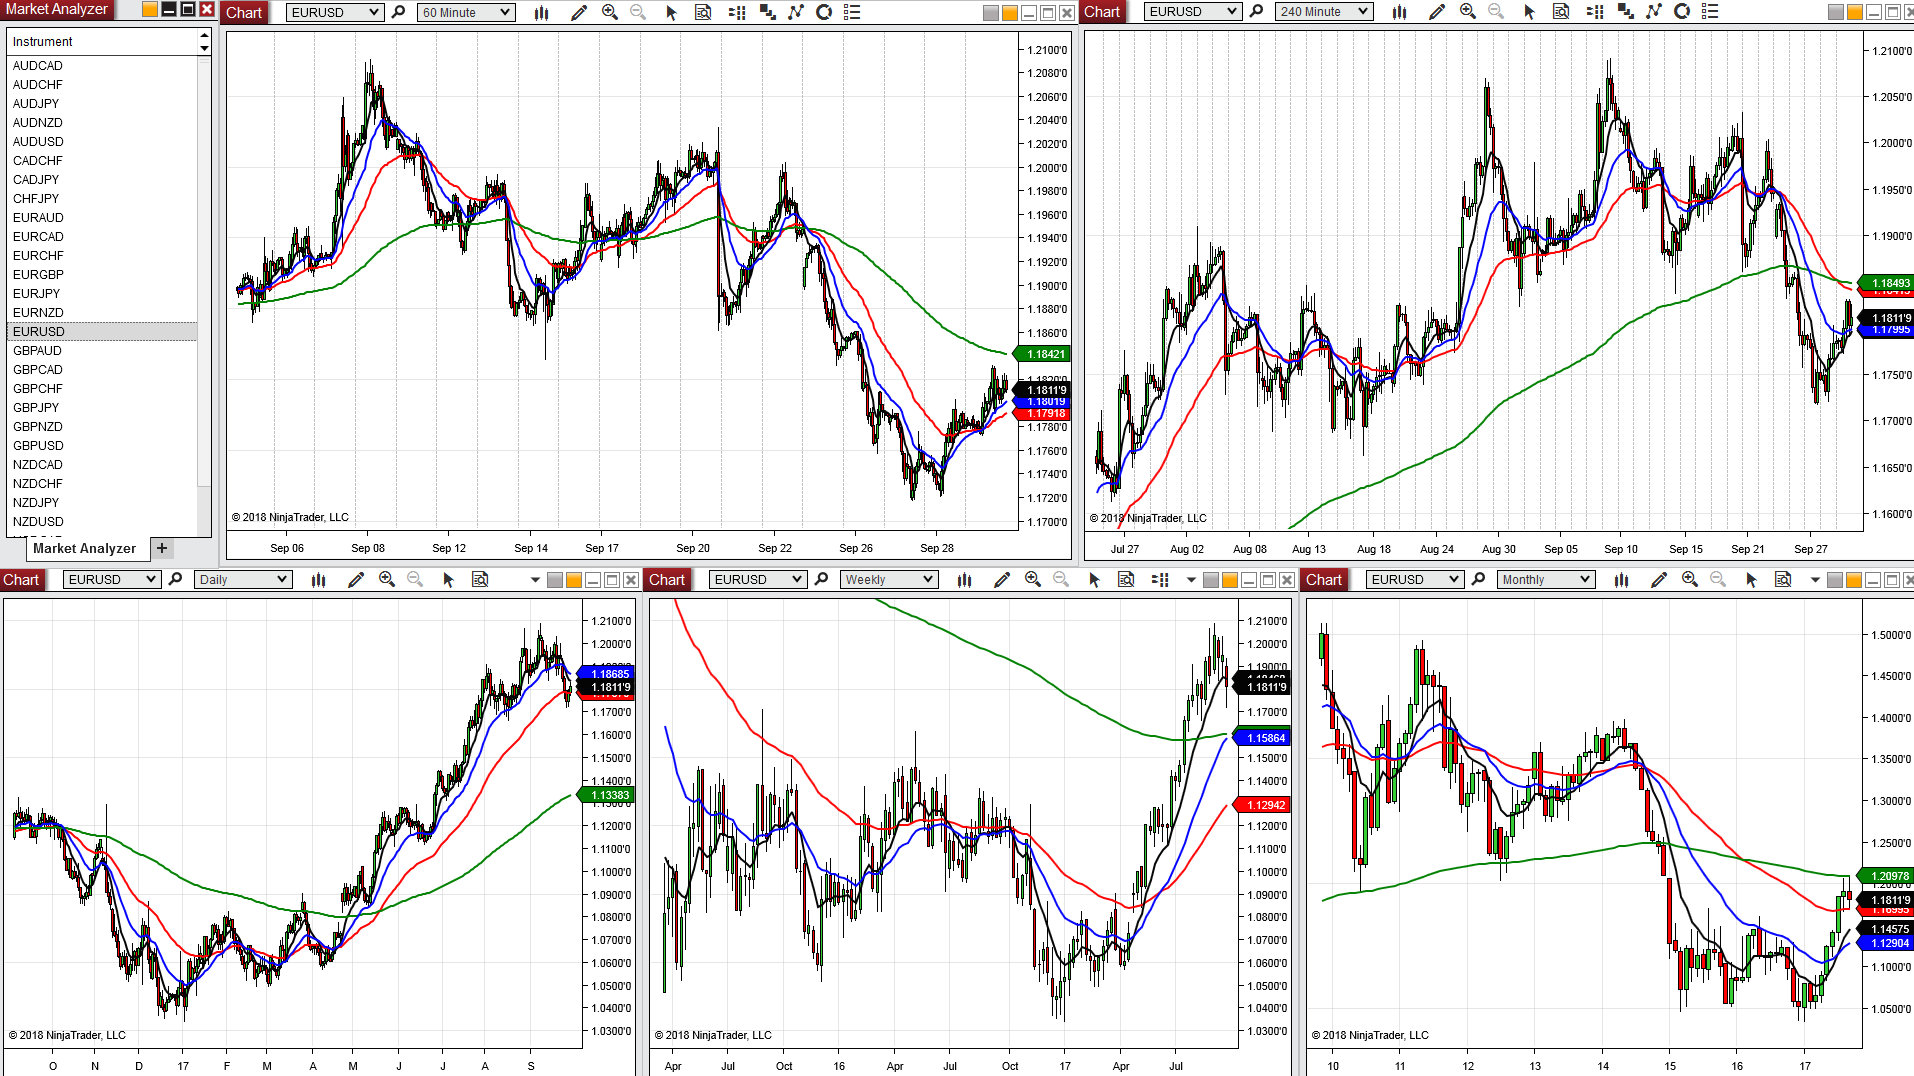 Market Analyzer
Instrument
AUDCAD
AUDCHF
AUDJPY
AUDNZD
AUDUSD
CADCHF
CADJPY
CHFJPY
EURAUD
EURCAD
EURCHF
EURGBP
EURJPY
EURNZD
EURUSD
GBPAUD
GBPCAD
GBPCHF
GBPJPY
GBPNZD
GBPUSD
NZDCAD
NZDCHF
NZDJPY
NZDUSD
Market Analyzer +
Chart EURUSD 60 Minute
1.2100'0
1.2080'0
1.2060'0
1.2040'0
1.2020'0
1.2000'0
1.1980'0
1.1960'0
1.1940'0
1.1920'0
1.1900'0
1.1880'0
1.1860'0
1.18421
1.1820'0
1.1811'9
1.18019
1.17918
1.1780'0
1.1760'0
1.1740'0
1.1720'0
1.1700'0
© 2018 NinjaTrader, LLC
Sep 06 Sep 08 Sep 12 Sep 14 Sep 17 Sep 20 Sep 22 Sep 26 Sep 28
Chart EURUSD 240 Minute
1.2100'0
1.2050'0
1.2000'0
1.1950'0
1.1900'0
1.18493
1.1811'9
1.17995
1.1750'0
1.1700'0
1.1650'0
1.1600'0
© 2018 NinjaTrader, LLC
Jul 27 Aug 02 Aug 08 Aug 13 Aug 18 Aug 24 Aug 30 Sep 05 Sep 10 Sep 15 Sep 21 Sep 27
Chart EURUSD Daily
1.2100'0
1.2000'0
1.18685
1.1811'9
1.1700'0
1.1600'0
1.1500'0
1.1400'0
1.13383
1.1200'0
1.1100'0
1.1000'0
1.0900'0
1.0800'0
1.0700'0
1.0600'0
1.0500'0
1.0400'0
1.0300'0
© 2018 NinjaTrader, LLC
O N D 17 F M A M J J A S
Chart EURUSD Weekly
1.2100'0
1.2000'0
1.1900'0
1.1811'9
1.1700'0
1.15864
1.1500'0
1.1400'0
1.12942
1.1200'0
1.1100'0
1.1000'0
1.0900'0
1.0800'0
1.0700'0
1.0600'0
1.0500'0
1.0400'0
1.0300'0
© 2018 NinjaTrader, LLC
Apr Jul Oct 16 Apr Jul Oct 17 Apr Jul
Chart EURUSD Monthly
1.5000'0
1.4500'0
1.4000'0
1.3500'0
1.3000'0
1.2500'0
1.20978
1.2000'0
1.1811'9
1.14575
1.12904
1.1000'0
1.0500'0
© 2018 NinjaTrader, LLC
10 11 12 13 14 15 16 17